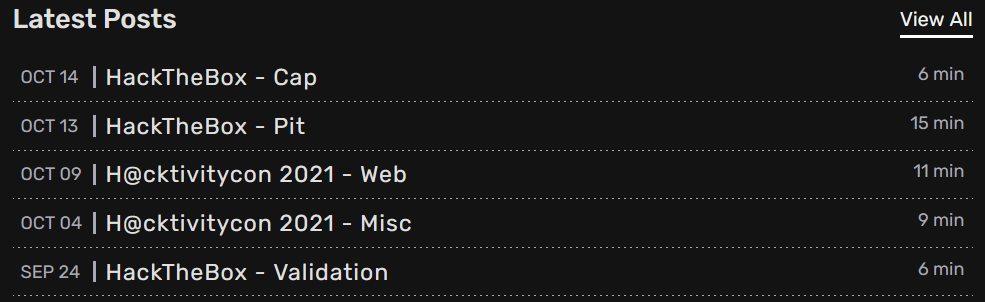 Latest Posts View All
OCT 14 | HackTheBox - Cap 6 min
OCT 13 | HackTheBox - Pit 15 min
OCT 09 | H@cktivitycon 2021 - Web 11 min
OCT 04 | H@cktivitycon 2021 - Misc 9 min
SEP 24 | HackTheBox - Validation 6 min